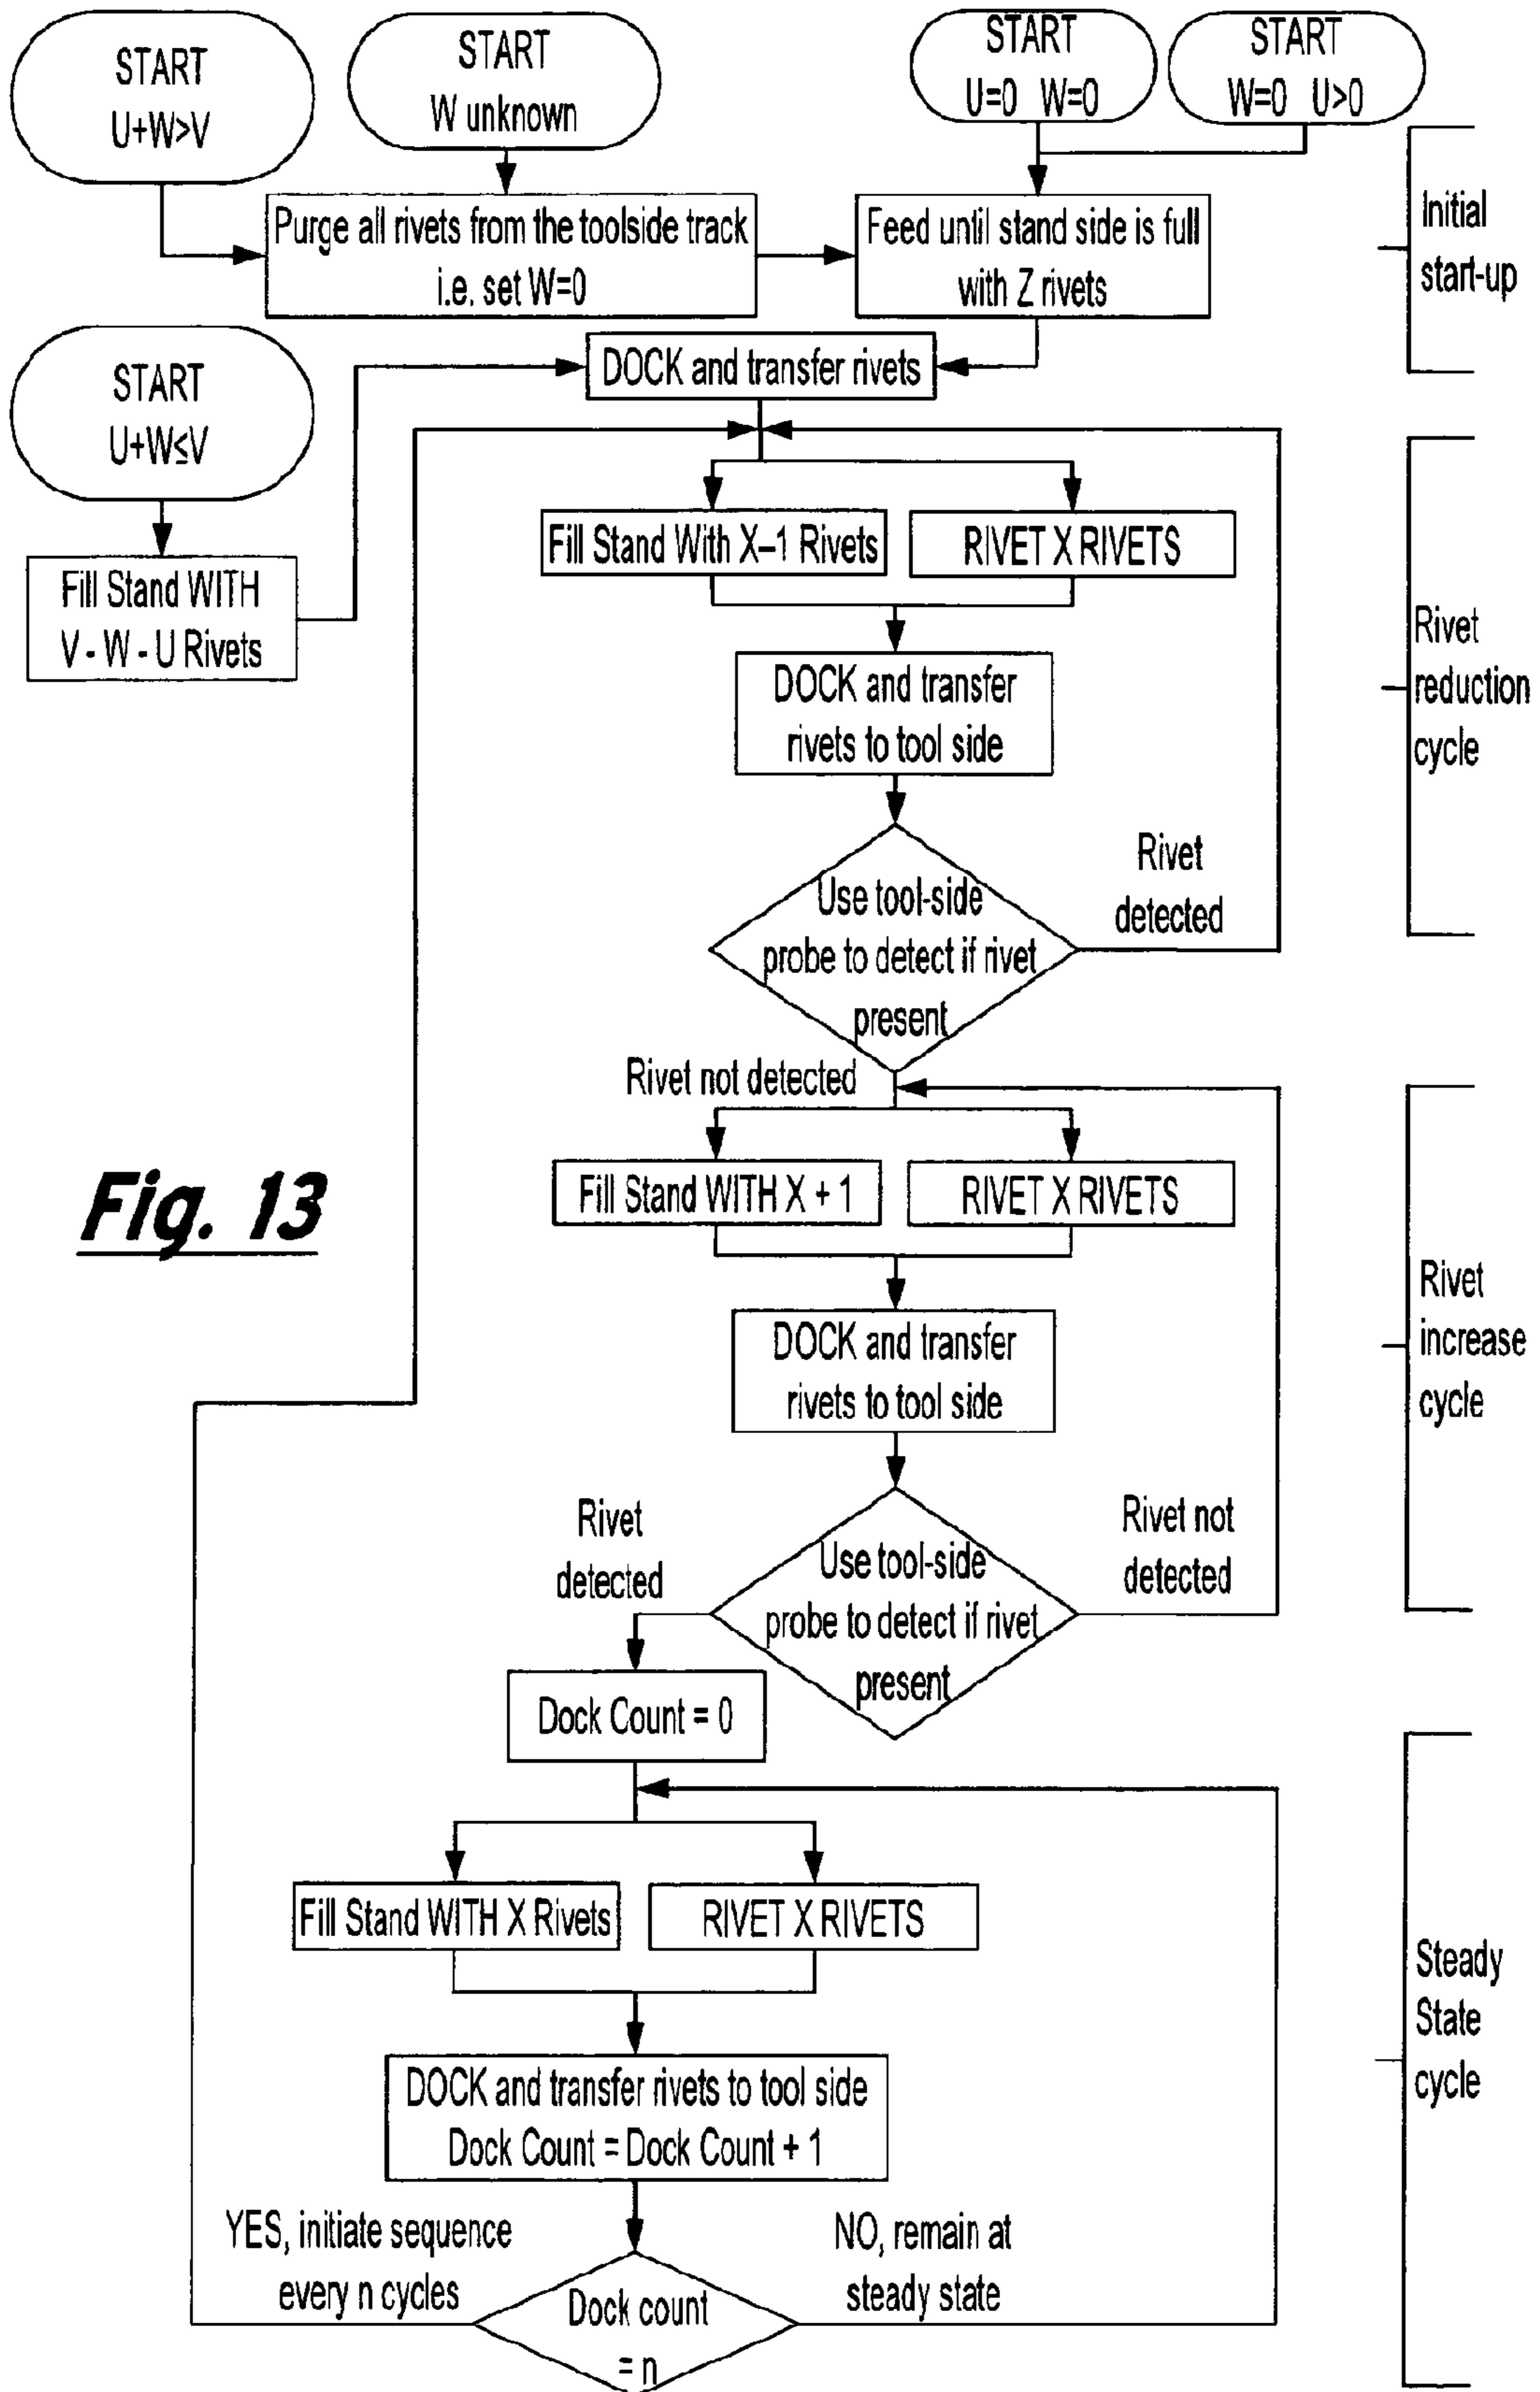 START
U+W>V
START
W unknown
START
U=0 W=0
START
W=0 U>0
Purge all rivets from the toolside track
i.e. set W=0
Feed until stand side is full
with Z rivets
Initial
start-up
DOCK and transfer rivets
START
U+W≤V
Fill Stand WITH
V - W - U Rivets
Fill Stand With X–1 Rivets
RIVET X RIVETS
DOCK and transfer
rivets to tool side
Rivet
reduction
cycle
Use tool-side
probe to detect if rivet
present
Rivet
detected
Rivet not detected
Fill Stand WITH X + 1
RIVET X RIVETS
Fig. 13
DOCK and transfer
rivets to tool side
Rivet
increase
cycle
Rivet
detected
Use tool-side
probe to detect if rivet
present
Rivet not
detected
Dock Count = 0
Fill Stand WITH X Rivets
RIVET X RIVETS
DOCK and transfer rivets to tool side
Dock Count = Dock Count + 1
Steady
State
cycle
YES, initiate sequence
every n cycles
Dock count
= n
NO, remain at
steady state